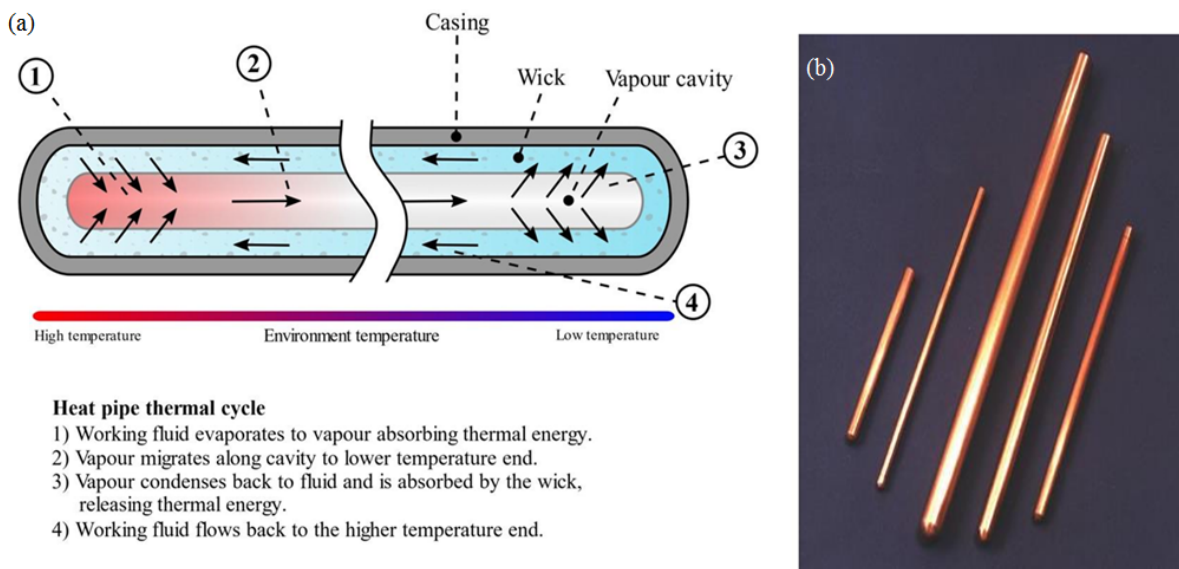 (a)
Casing
1
2
Wick
Vapour cavity
3
4
High temperature
Environment temperature
Low temperature
Heat pipe thermal cycle
1) Working fluid evaporates to vapour absorbing thermal energy.
2) Vapour migrates along cavity to lower temperature end.
3) Vapour condenses back to fluid and is absorbed by the wick,
releasing thermal energy.
4) Working fluid flows back to the higher temperature end.
(b)